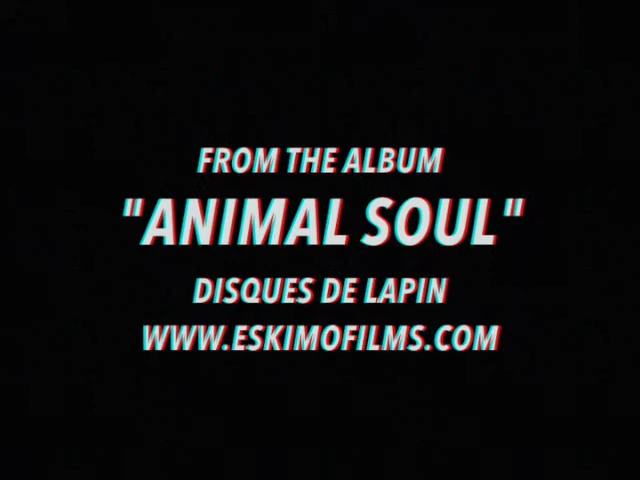 FROM THE ALBUM
"ANIMAL SOUL"
DISQUES DE LAPIN
WWW.ESKIMOFILMS.COM